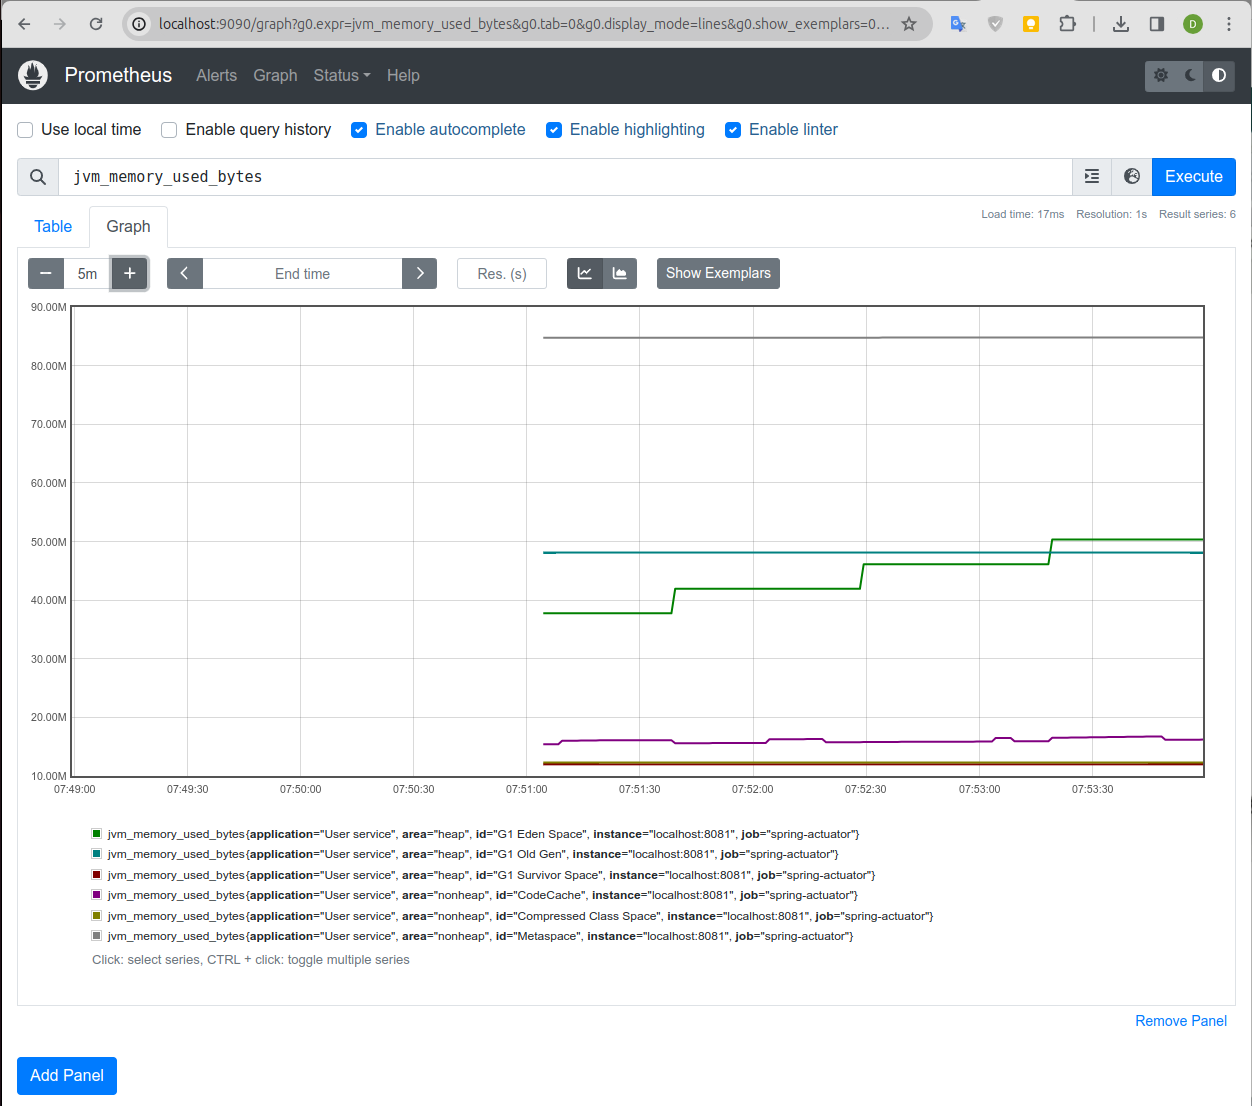 localhost:9090/graph?g0.expr=jvm_memory_used_bytes&g0.tab=0&g0.display_mode=lines&g0.show_exemplars=0...
D
Prometheus Alerts Graph Status Help
Use local time Enable query history Enable autocomplete Enable highlighting Enable linter
jvm_memory_used_bytes Execute
Load time: 17ms Resolution: 1s Result series: 6
Table Graph
5m End time Res. (s) Show Exemplars
90.00M
80.00M
70.00M
60.00M
50.00M
40.00M
30.00M
20.00M
10.00M
07:49:00 07:49:30 07:50:00 07:50:30 07:51:00 07:51:30 07:52:00 07:52:30 07:53:00 07:53:30
jvm_memory_used_bytes{application="User service", area="heap", id="G1 Eden Space", instance="localhost:8081", job="spring-actuator"}
jvm_memory_used_bytes{application="User service", area="heap", id="G1 Old Gen", instance="localhost:8081", job="spring-actuator"}
jvm_memory_used_bytes{application="User service", area="heap", id="G1 Survivor Space", instance="localhost:8081", job="spring-actuator"}
jvm_memory_used_bytes{application="User service", area="nonheap", id="CodeCache", instance="localhost:8081", job="spring-actuator"}
jvm_memory_used_bytes{application="User service", area="nonheap", id="Compressed Class Space", instance="localhost:8081", job="spring-actuator"}
jvm_memory_used_bytes{application="User service", area="nonheap", id="Metaspace", instance="localhost:8081", job="spring-actuator"}
Click: select series, CTRL + click: toggle multiple series
Remove Panel
Add Panel